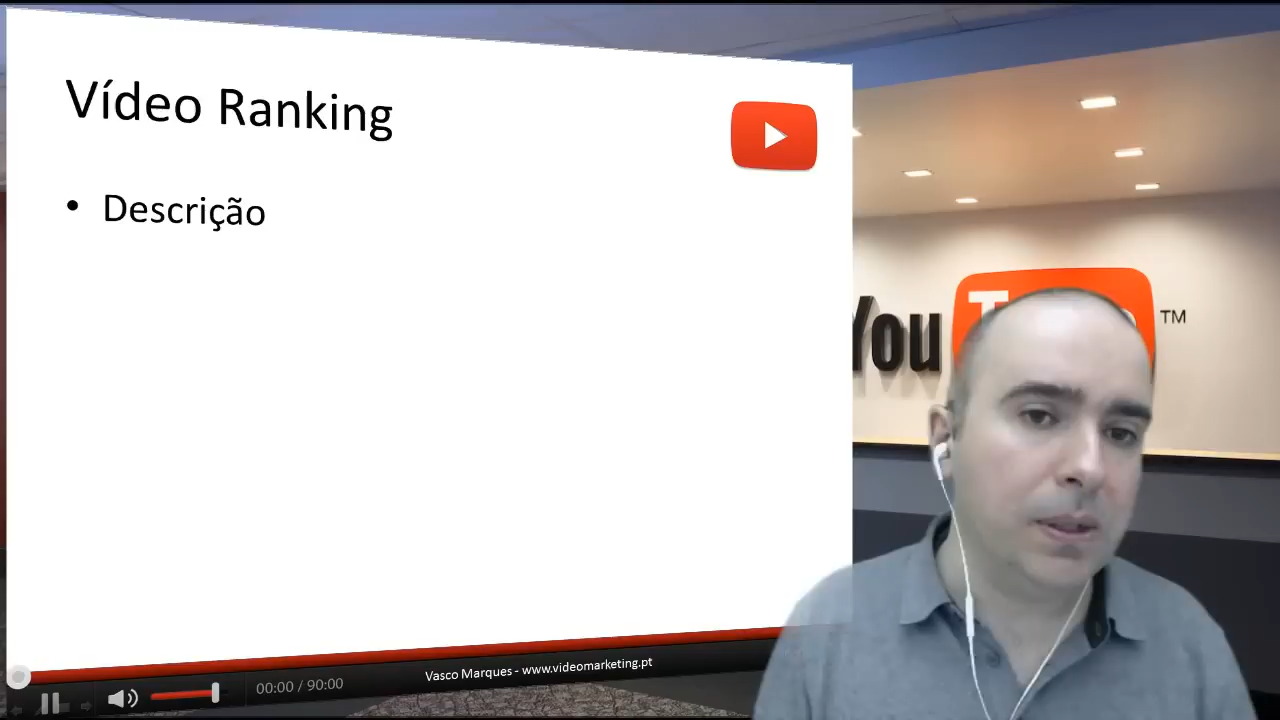 Vídeo Ranking
• Descrição
You
TM
Vasco Marques - www.videomarketing.pt
00:00 / 90:00